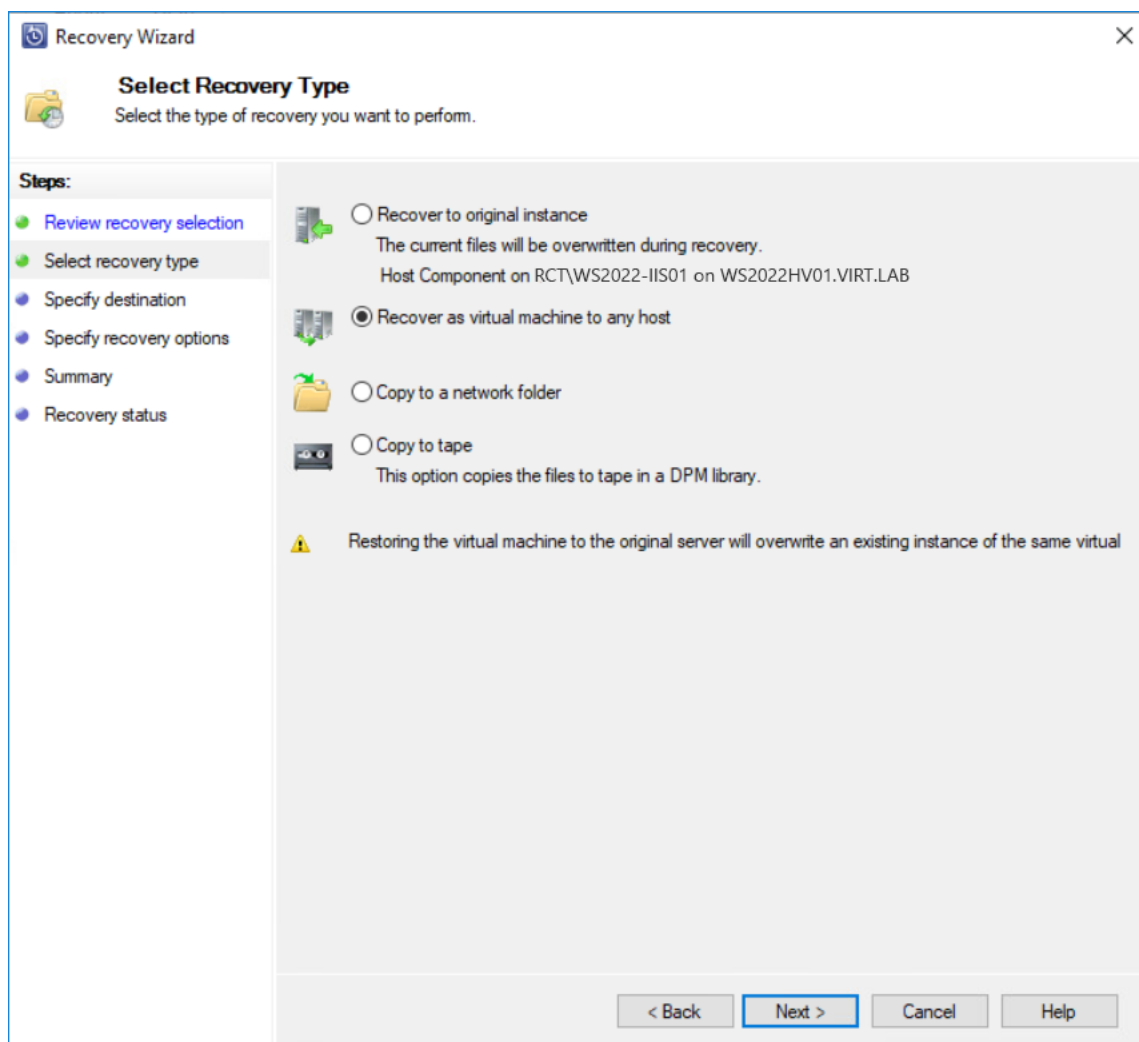 Recovery Wizard
Select Recovery Type
Select the type of recovery you want to perform.
Steps:
Review recovery selection
Select recovery type
Specify destination
Specify recovery options
Summary
Recovery status
Recover to original instance
The current files will be overwritten during recovery.
Host Component on RCT\WS2022-IIS01 on WS2022HV01.VIRT.LAB
Recover as virtual machine to any host
Copy to a network folder
Copy to tape
This option copies the files to tape in a DPM library.
Restoring the virtual machine to the original server will overwrite an existing instance of the same virtual
< Back
Next >
Cancel
Help